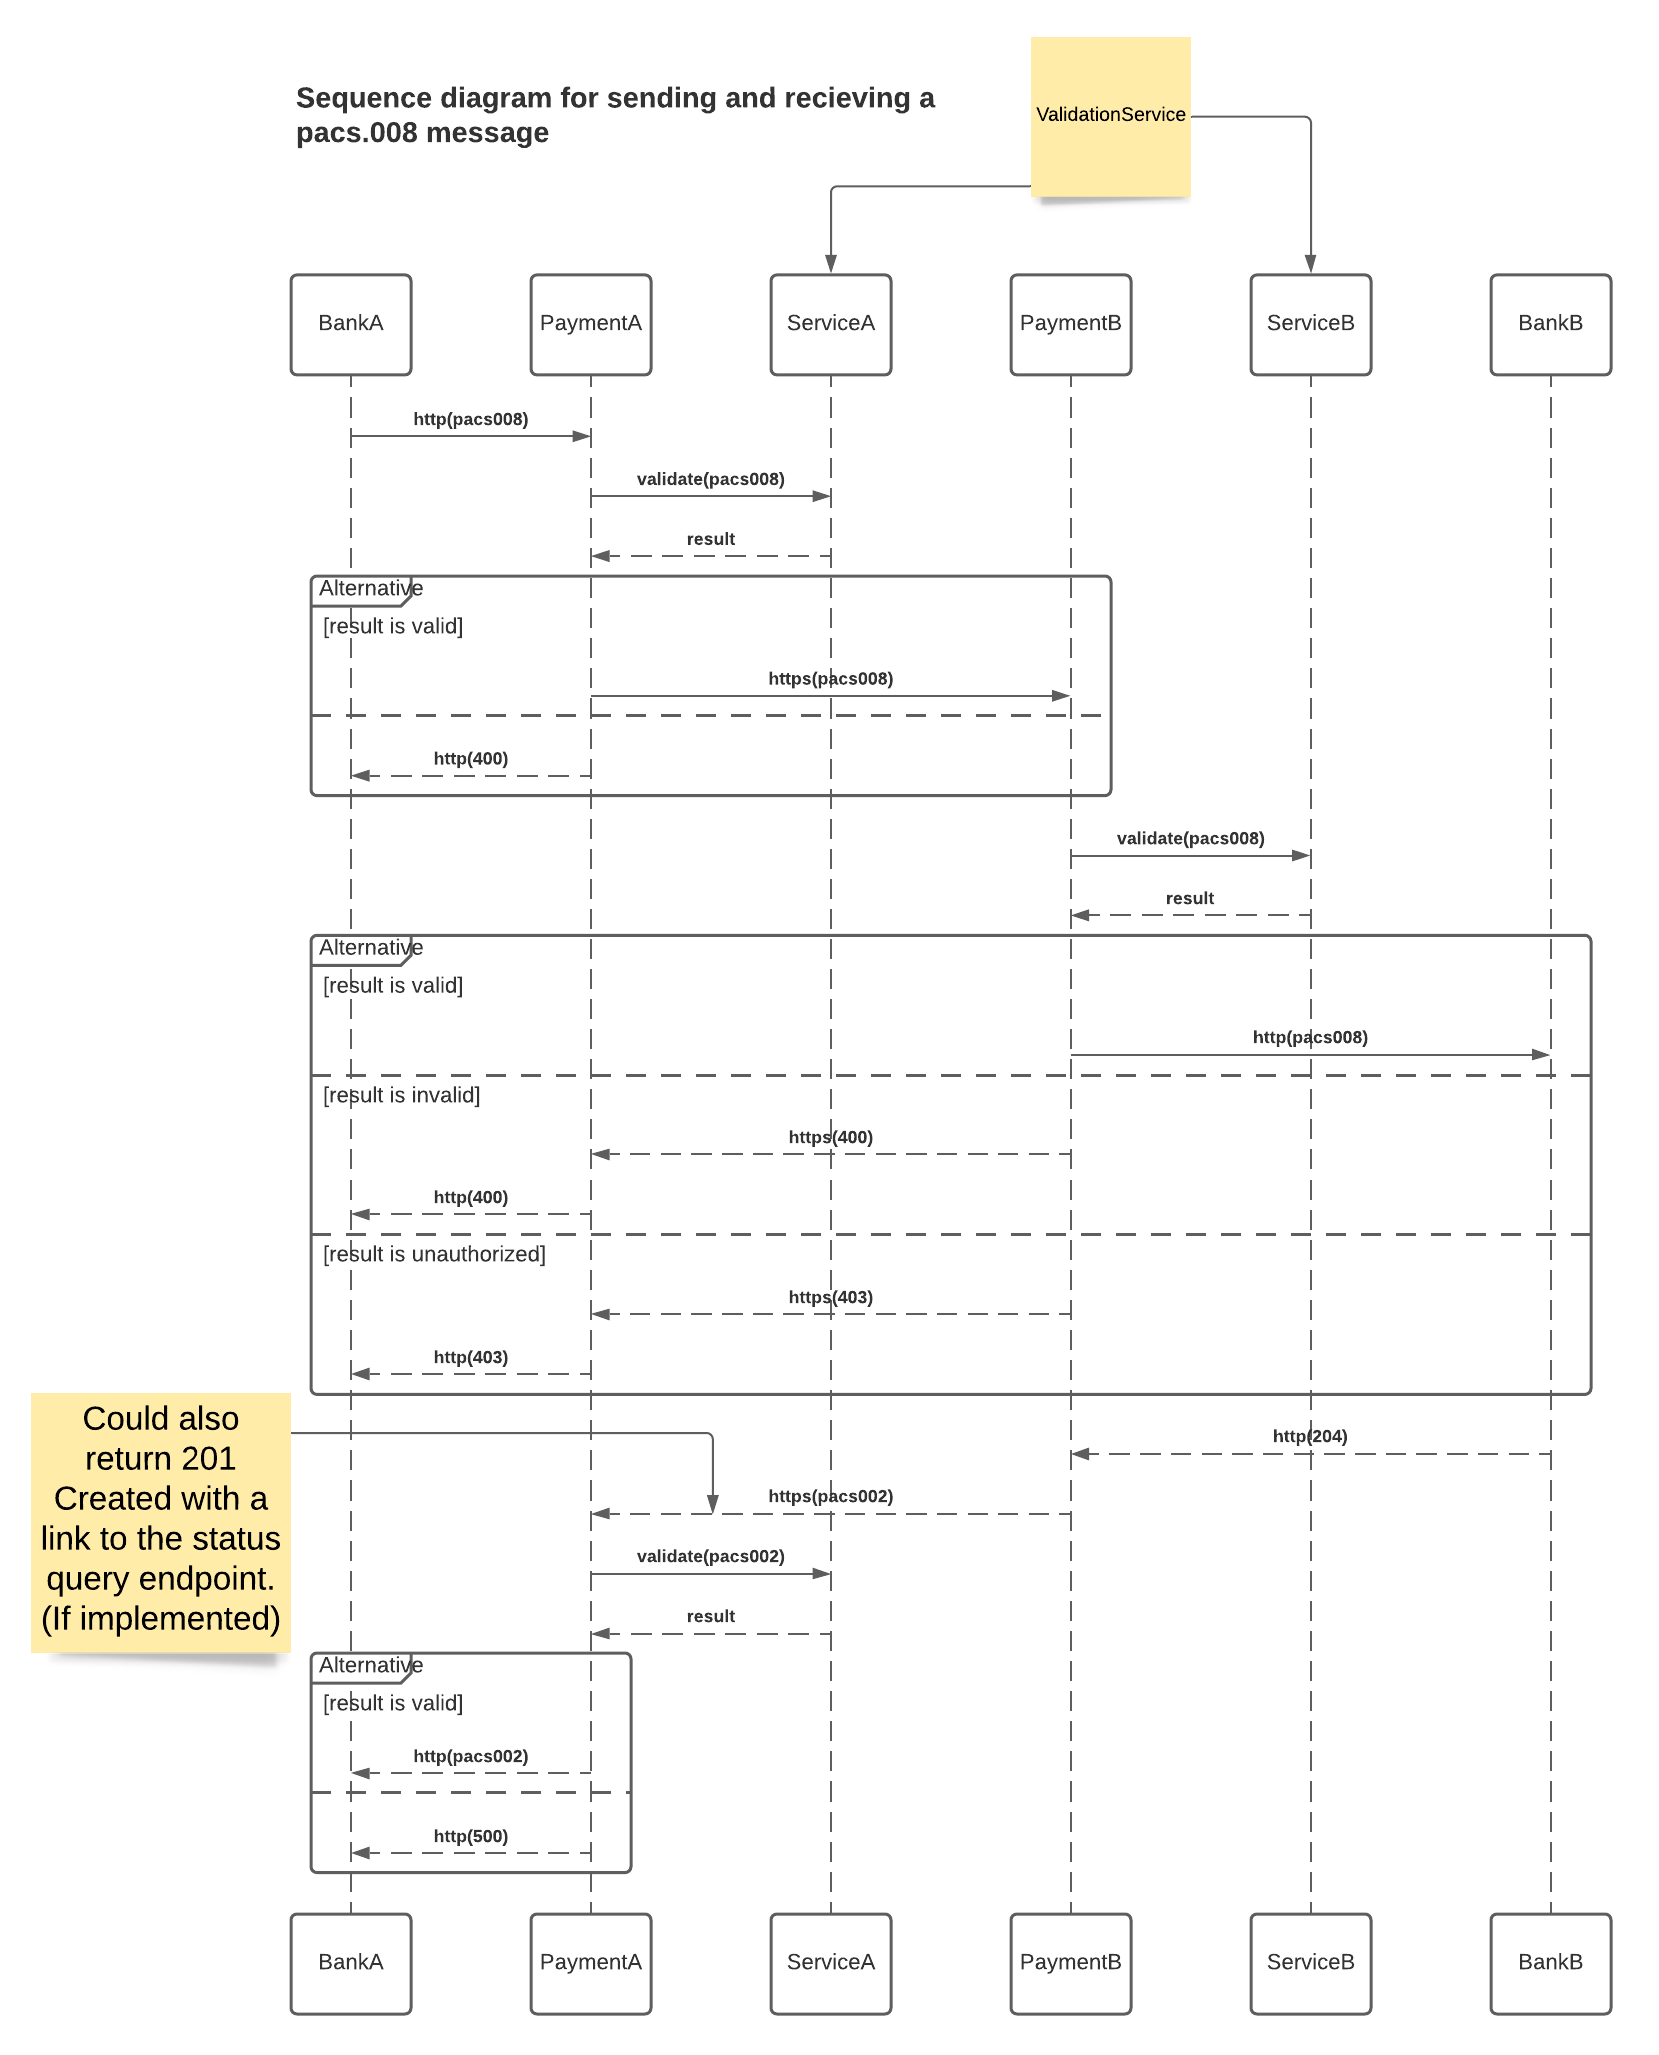 Sequence diagram for sending and recieving a
pacs.008 message
ValidationService
BankA
PaymentA
ServiceA
PaymentB
ServiceB
BankB
http(pacs008)
validate(pacs008)
result
Alternative
[result is valid]
https(pacs008)
http(400)
validate(pacs008)
result
Alternative
[result is valid]
http(pacs008)
[result is invalid]
https(400)
http(400)
[result is unauthorized]
https(403)
http(403)
Could also
return 201
Created with a
link to the status
query endpoint.
(If implemented)
http(204)
https(pacs002)
validate(pacs002)
result
Alternative
[result is valid]
http(pacs002)
http(500)
BankA
PaymentA
ServiceA
PaymentB
ServiceB
BankB